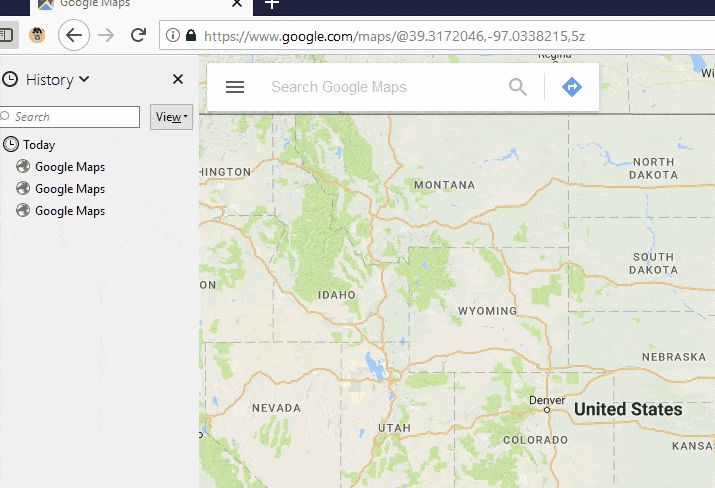 Google Maps
https://www.google.com/maps/@39.3172046,-97.0338215,5z
History
Search
View
Today
Google Maps
Google Maps
Google Maps
Search Google Maps
Regina
Wi
HINGTON
MONTANA
NORTH
DAKOTA
ON
IDAHO
SOUTH
DAKOTA
WYOMING
NEBRASKA
NEVADA
Denver
United States
UTAH
COLORADO
KANSA